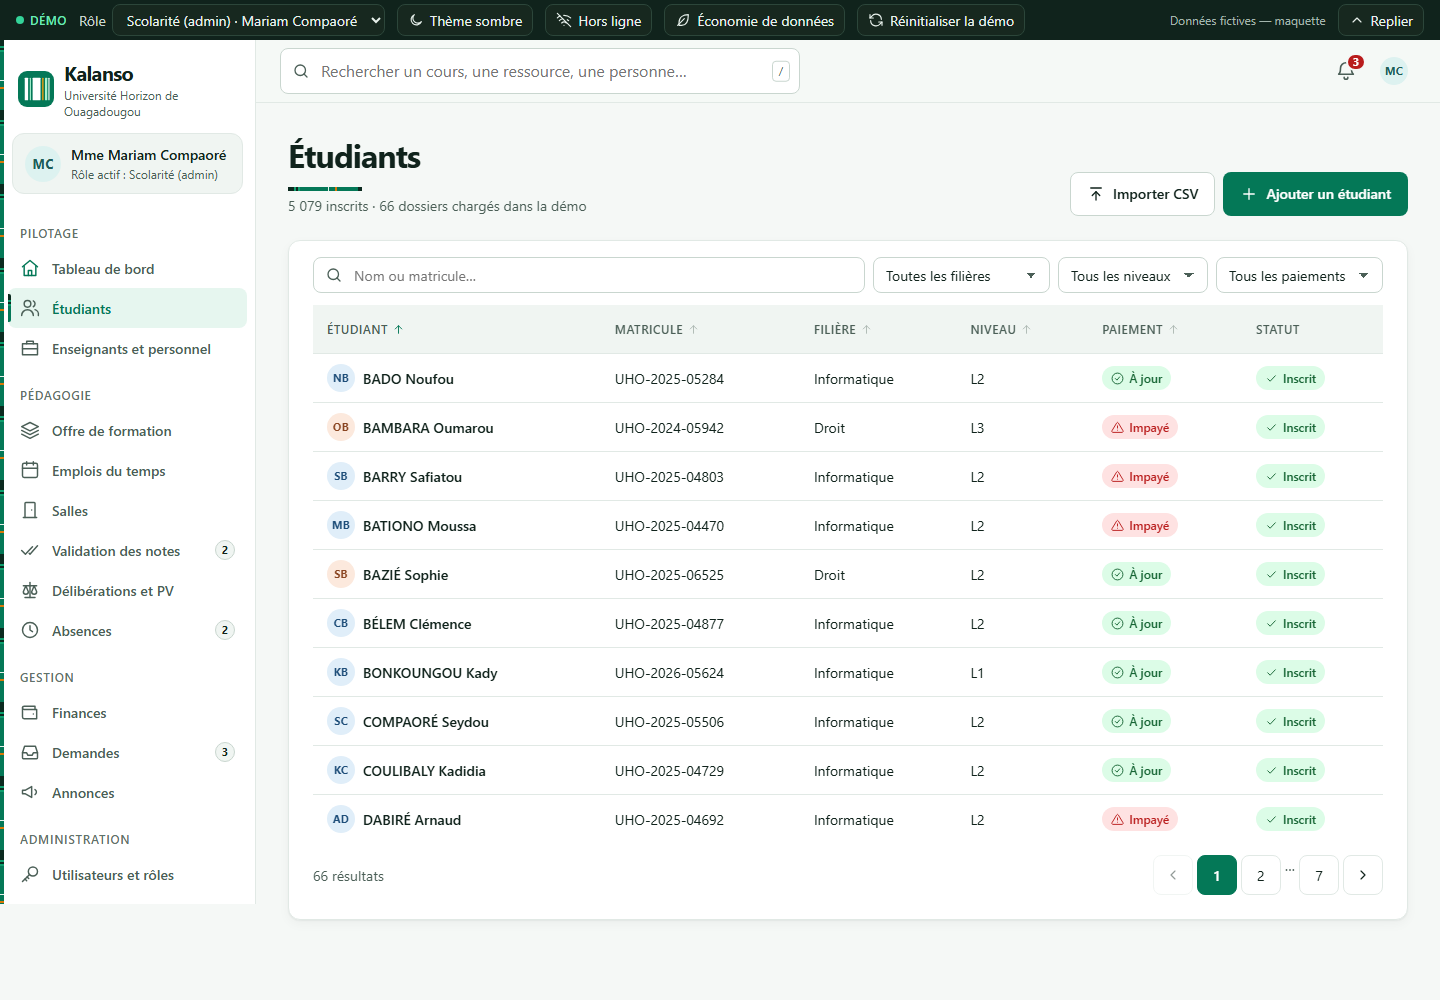 DÉMO Rôle Scolarité (admin) · Mariam Compaoré Thème sombre Hors ligne Économie de données Réinitialiser la démo Données fictives — maquette Replier
Kalanso
Université Horizon de
Ouagadougou
MC Mme Mariam Compaoré
Rôle actif : Scolarité (admin)
PILOTAGE
Tableau de bord
Étudiants
Enseignants et personnel
PÉDAGOGIE
Offre de formation
Emplois du temps
Salles
Validation des notes 2
Délibérations et PV
Absences 2
GESTION
Finances
Demandes 3
Annonces
ADMINISTRATION
Utilisateurs et rôles
Rechercher un cours, une ressource, une personne... / 3 MC
Étudiants
5 079 inscrits · 66 dossiers chargés dans la démo
Importer CSV Ajouter un étudiant
Nom ou matricule... Toutes les filières Tous les niveaux Tous les paiements
ÉTUDIANT MATRICULE FILIÈRE NIVEAU PAIEMENT STATUT
NB BADO Noufou UHO-2025-05284 Informatique L2 À jour Inscrit
OB BAMBARA Oumarou UHO-2024-05942 Droit L3 Impayé Inscrit
SB BARRY Safiatou UHO-2025-04803 Informatique L2 Impayé Inscrit
MB BATIONO Moussa UHO-2025-04470 Informatique L2 Impayé Inscrit
SB BAZIÉ Sophie UHO-2025-06525 Droit L2 À jour Inscrit
CB BÉLEM Clémence UHO-2025-04877 Informatique L2 À jour Inscrit
KB BONKOUNGOU Kady UHO-2026-05624 Informatique L1 À jour Inscrit
SC COMPAORÉ Seydou UHO-2025-05506 Informatique L2 À jour Inscrit
KC COULIBALY Kadidia UHO-2025-04729 Informatique L2 À jour Inscrit
AD DABIRÉ Arnaud UHO-2025-04692 Informatique L2 Impayé Inscrit
66 résultats 1 2 ... 7